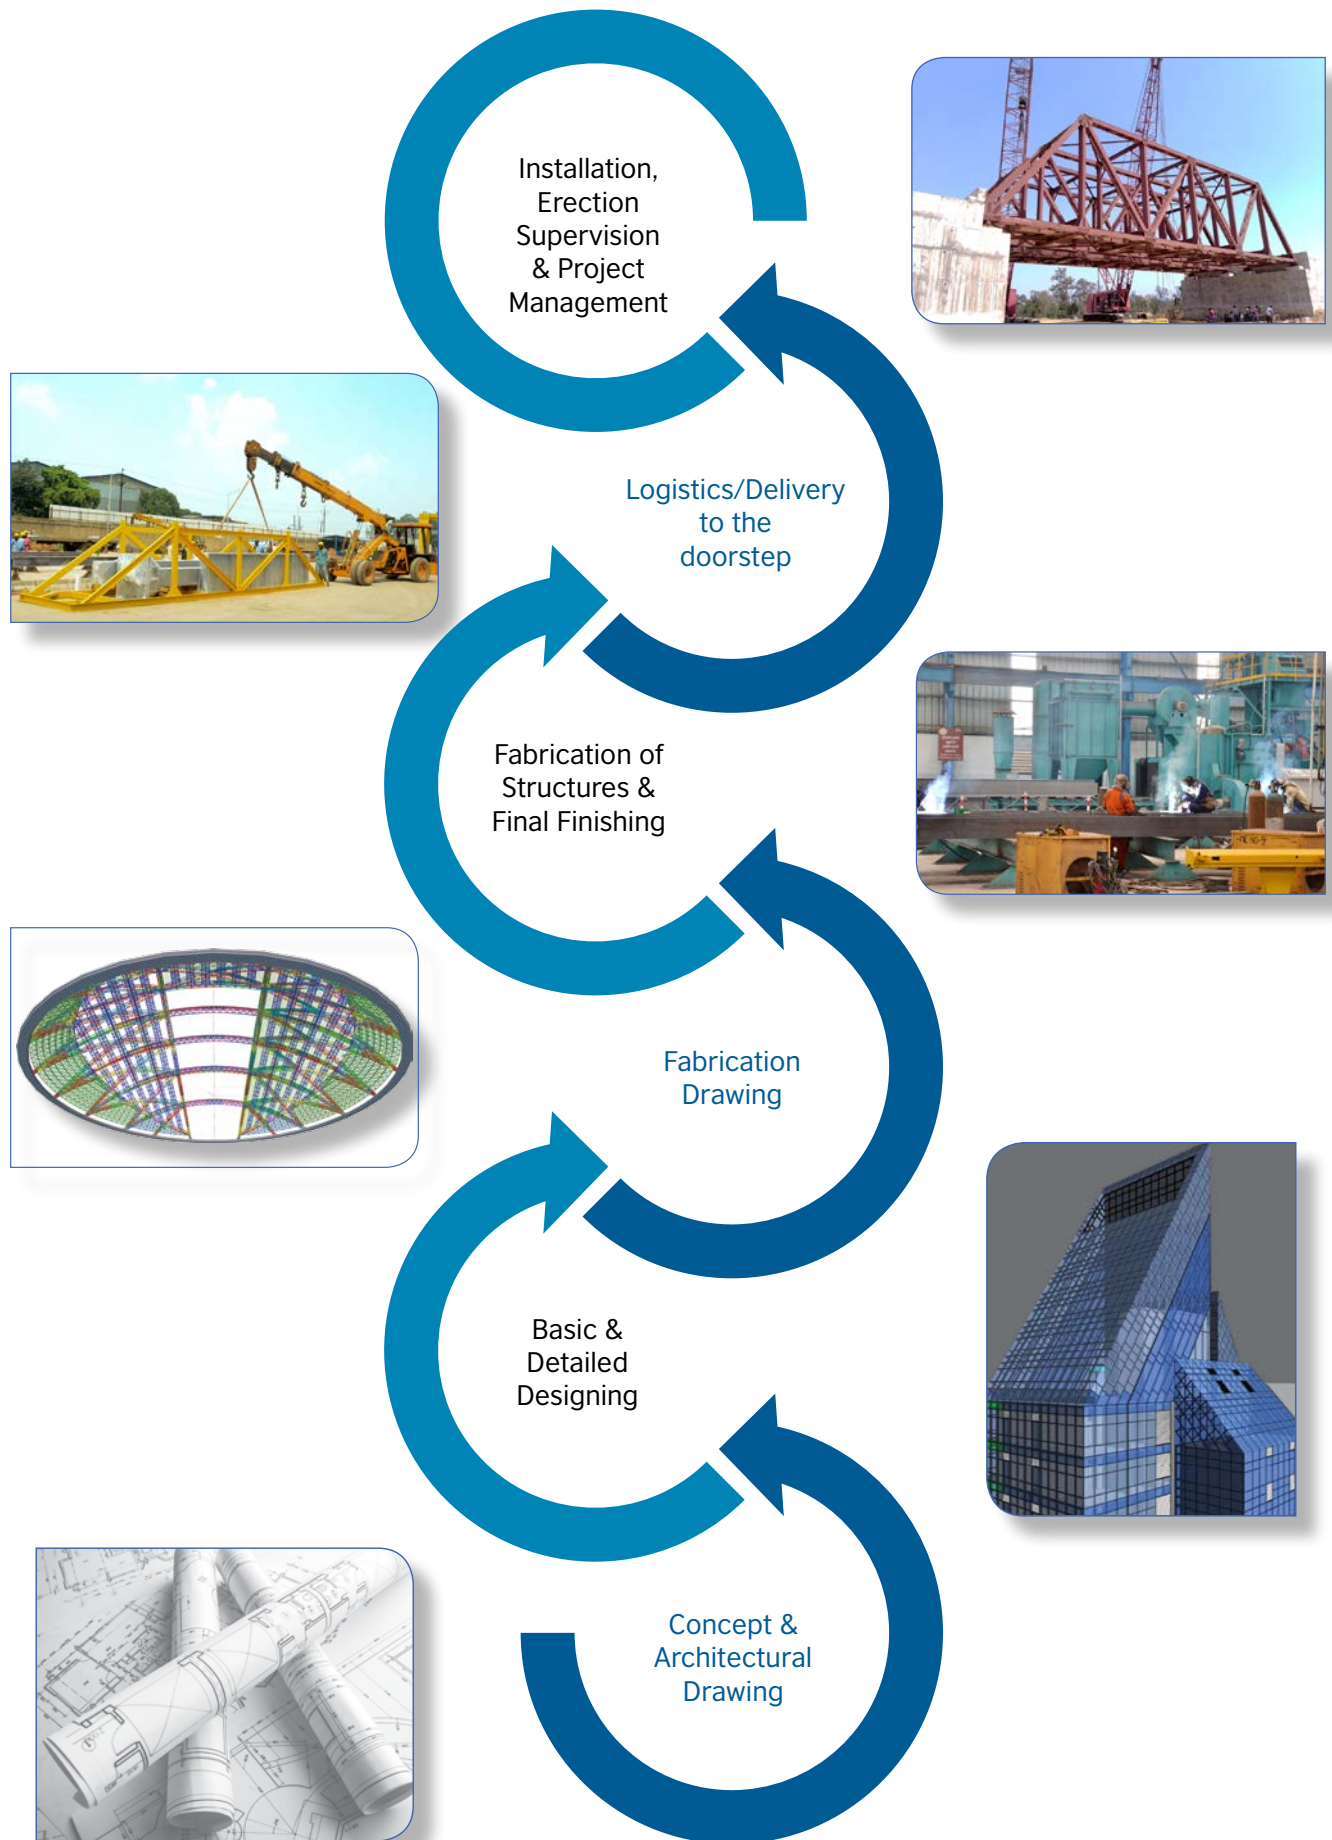 Installation,
Erection
Supervision
& Project
Management
Logistics/Delivery
to the
doorstep
Fabrication of
Structures &
Final Finishing
Fabrication
Drawing
Basic &
Detailed
Designing
Concept &
Architectural
Drawing